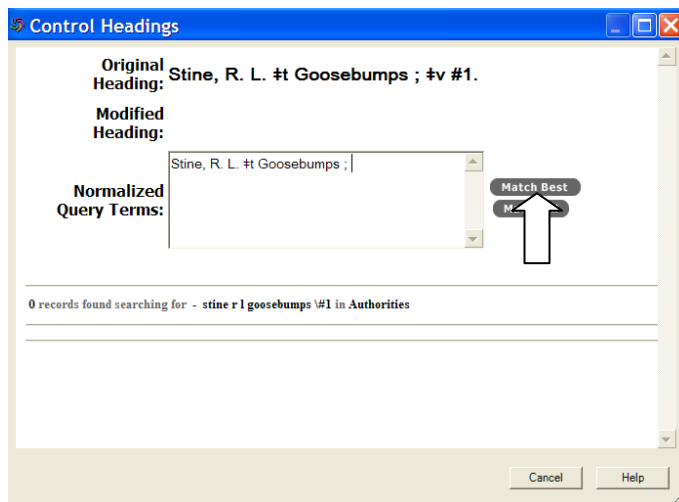 Control Headings
Original Heading: Stine, R. L. ‡t Goosebumps ; ‡v #1.
Modified Heading:
Normalized Query Terms: Stine, R. L. ‡t Goosebumps ;
Match Best
0 records found searching for - stine r l goosebumps \#1 in Authorities
Cancel Help